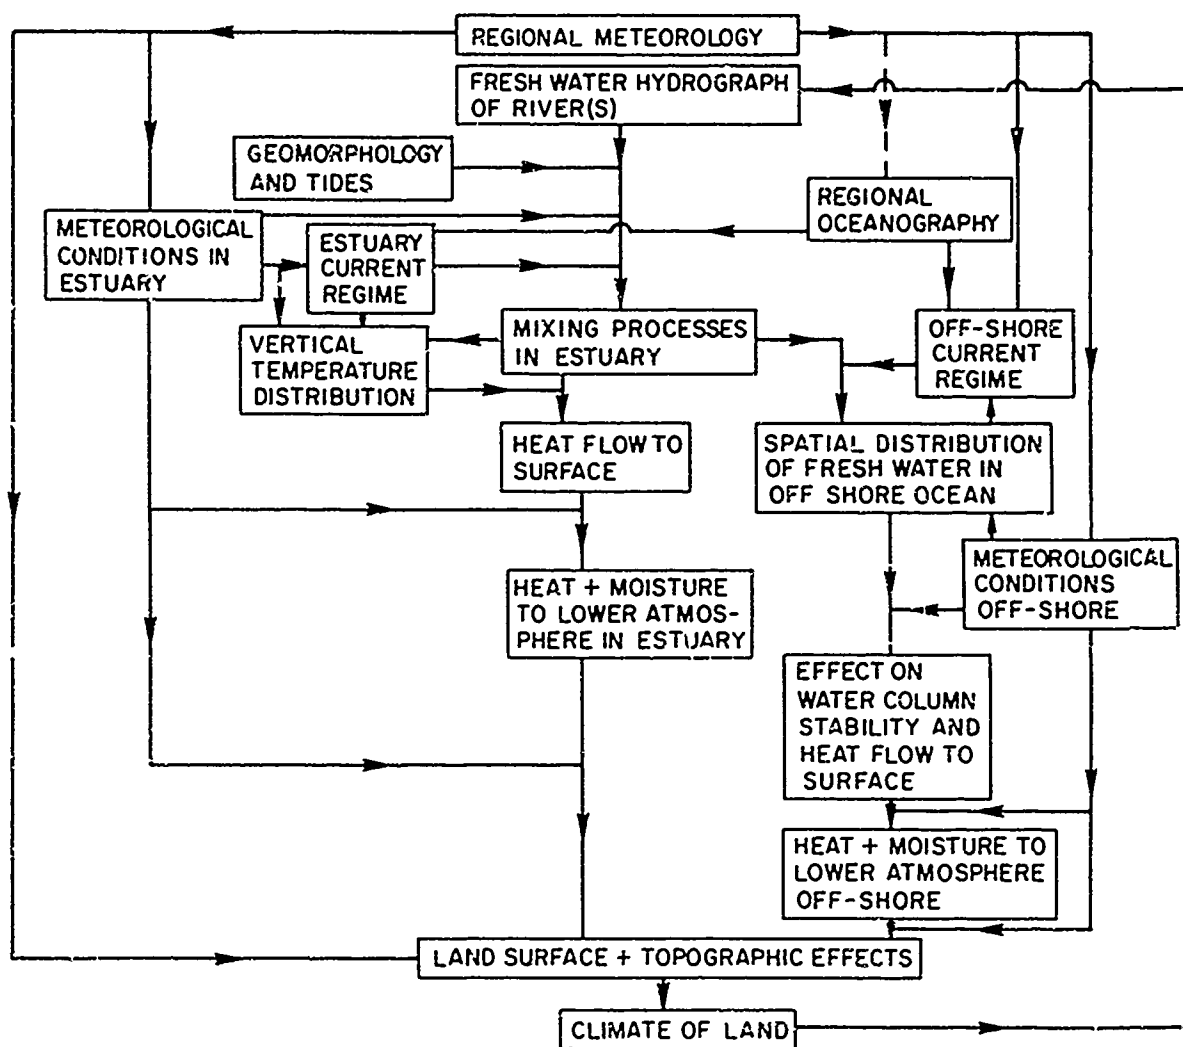 REGIONAL METEOROLOGY
FRESH WATER HYDROGRAPH
OF RIVER(S)
GEOMORPHOLOGY
AND TIDES
REGIONAL
OCEANOGRAPHY
METEOROLOGICAL
CONDITIONS IN
ESTUARY
ESTUARY
CURRENT
REGIME
VERTICAL
TEMPERATURE
DISTRIBUTION
MIXING PROCESSES
IN ESTUARY
OFF-SHORE
CURRENT
REGIME
HEAT FLOW TO
SURFACE
SPATIAL DISTRIBUTION
OF FRESH WATER IN
OFF SHORE OCEAN
HEAT + MOISTURE
TO LOWER ATMOS-
PHERE IN ESTUARY
METEOROLOGICAL
CONDITIONS
OFF-SHORE
EFFECT ON
WATER COLUMN
STABILITY AND
HEAT FLOW TO
SURFACE
HEAT + MOISTURE TO
LOWER ATMOSPHERE
OFF-SHORE
LAND SURFACE + TOPOGRAPHIC EFFECTS
CLIMATE OF LAND